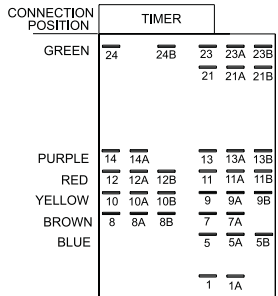 CONNECTION POSITION TIMER
GREEN 24 24B 23 23A 23B
21 21A 21B
PURPLE 14 14A 13 13A 13B
RED 12 12A 12B 11 11A 11B
YELLOW 10 10A 10B 9 9A 9B
BROWN 8 8A 8B 7 7A
BLUE 5 5A 5B
1 1A